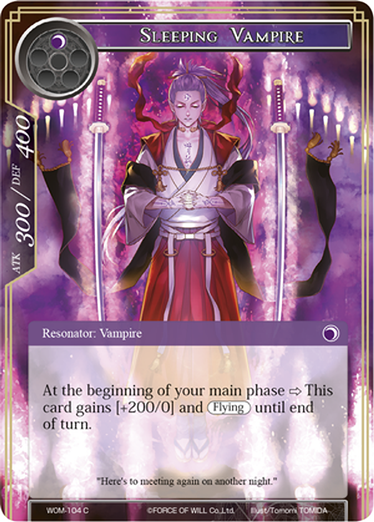 Sleeping Vampire
ATK 300 / DEF 400
Resonator: Vampire
At the beginning of your main phase ⇨ This
card gains [+200/0] and Flying until end
of turn.
"Here's to meeting again on another night."
WOM-104 C ©FORCE OF WILL Co.,Ltd. Illust/Tomomi TOMIDA